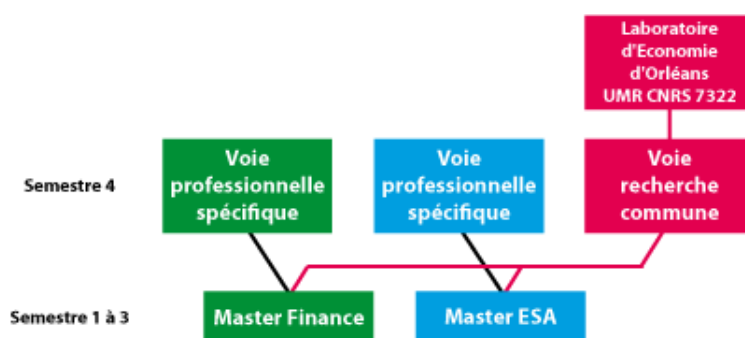 Laboratoire
d'Economie
d'Orléans
UMR CNRS 7322
Semestre 4
Voie
professionnelle
spécifique
Voie
professionnelle
spécifique
Voie
recherche
commune
Semestre 1 à 3
Master Finance
Master ESA